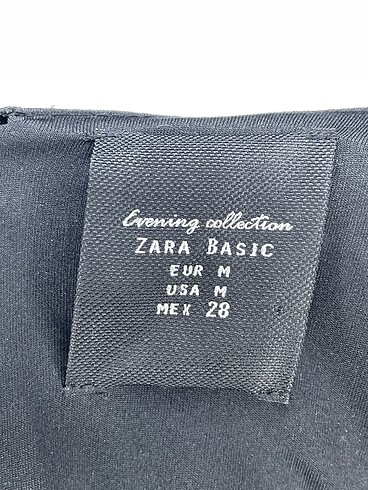 Evening collection
ZARA BASIC
EUR M
USA M
MEX 28